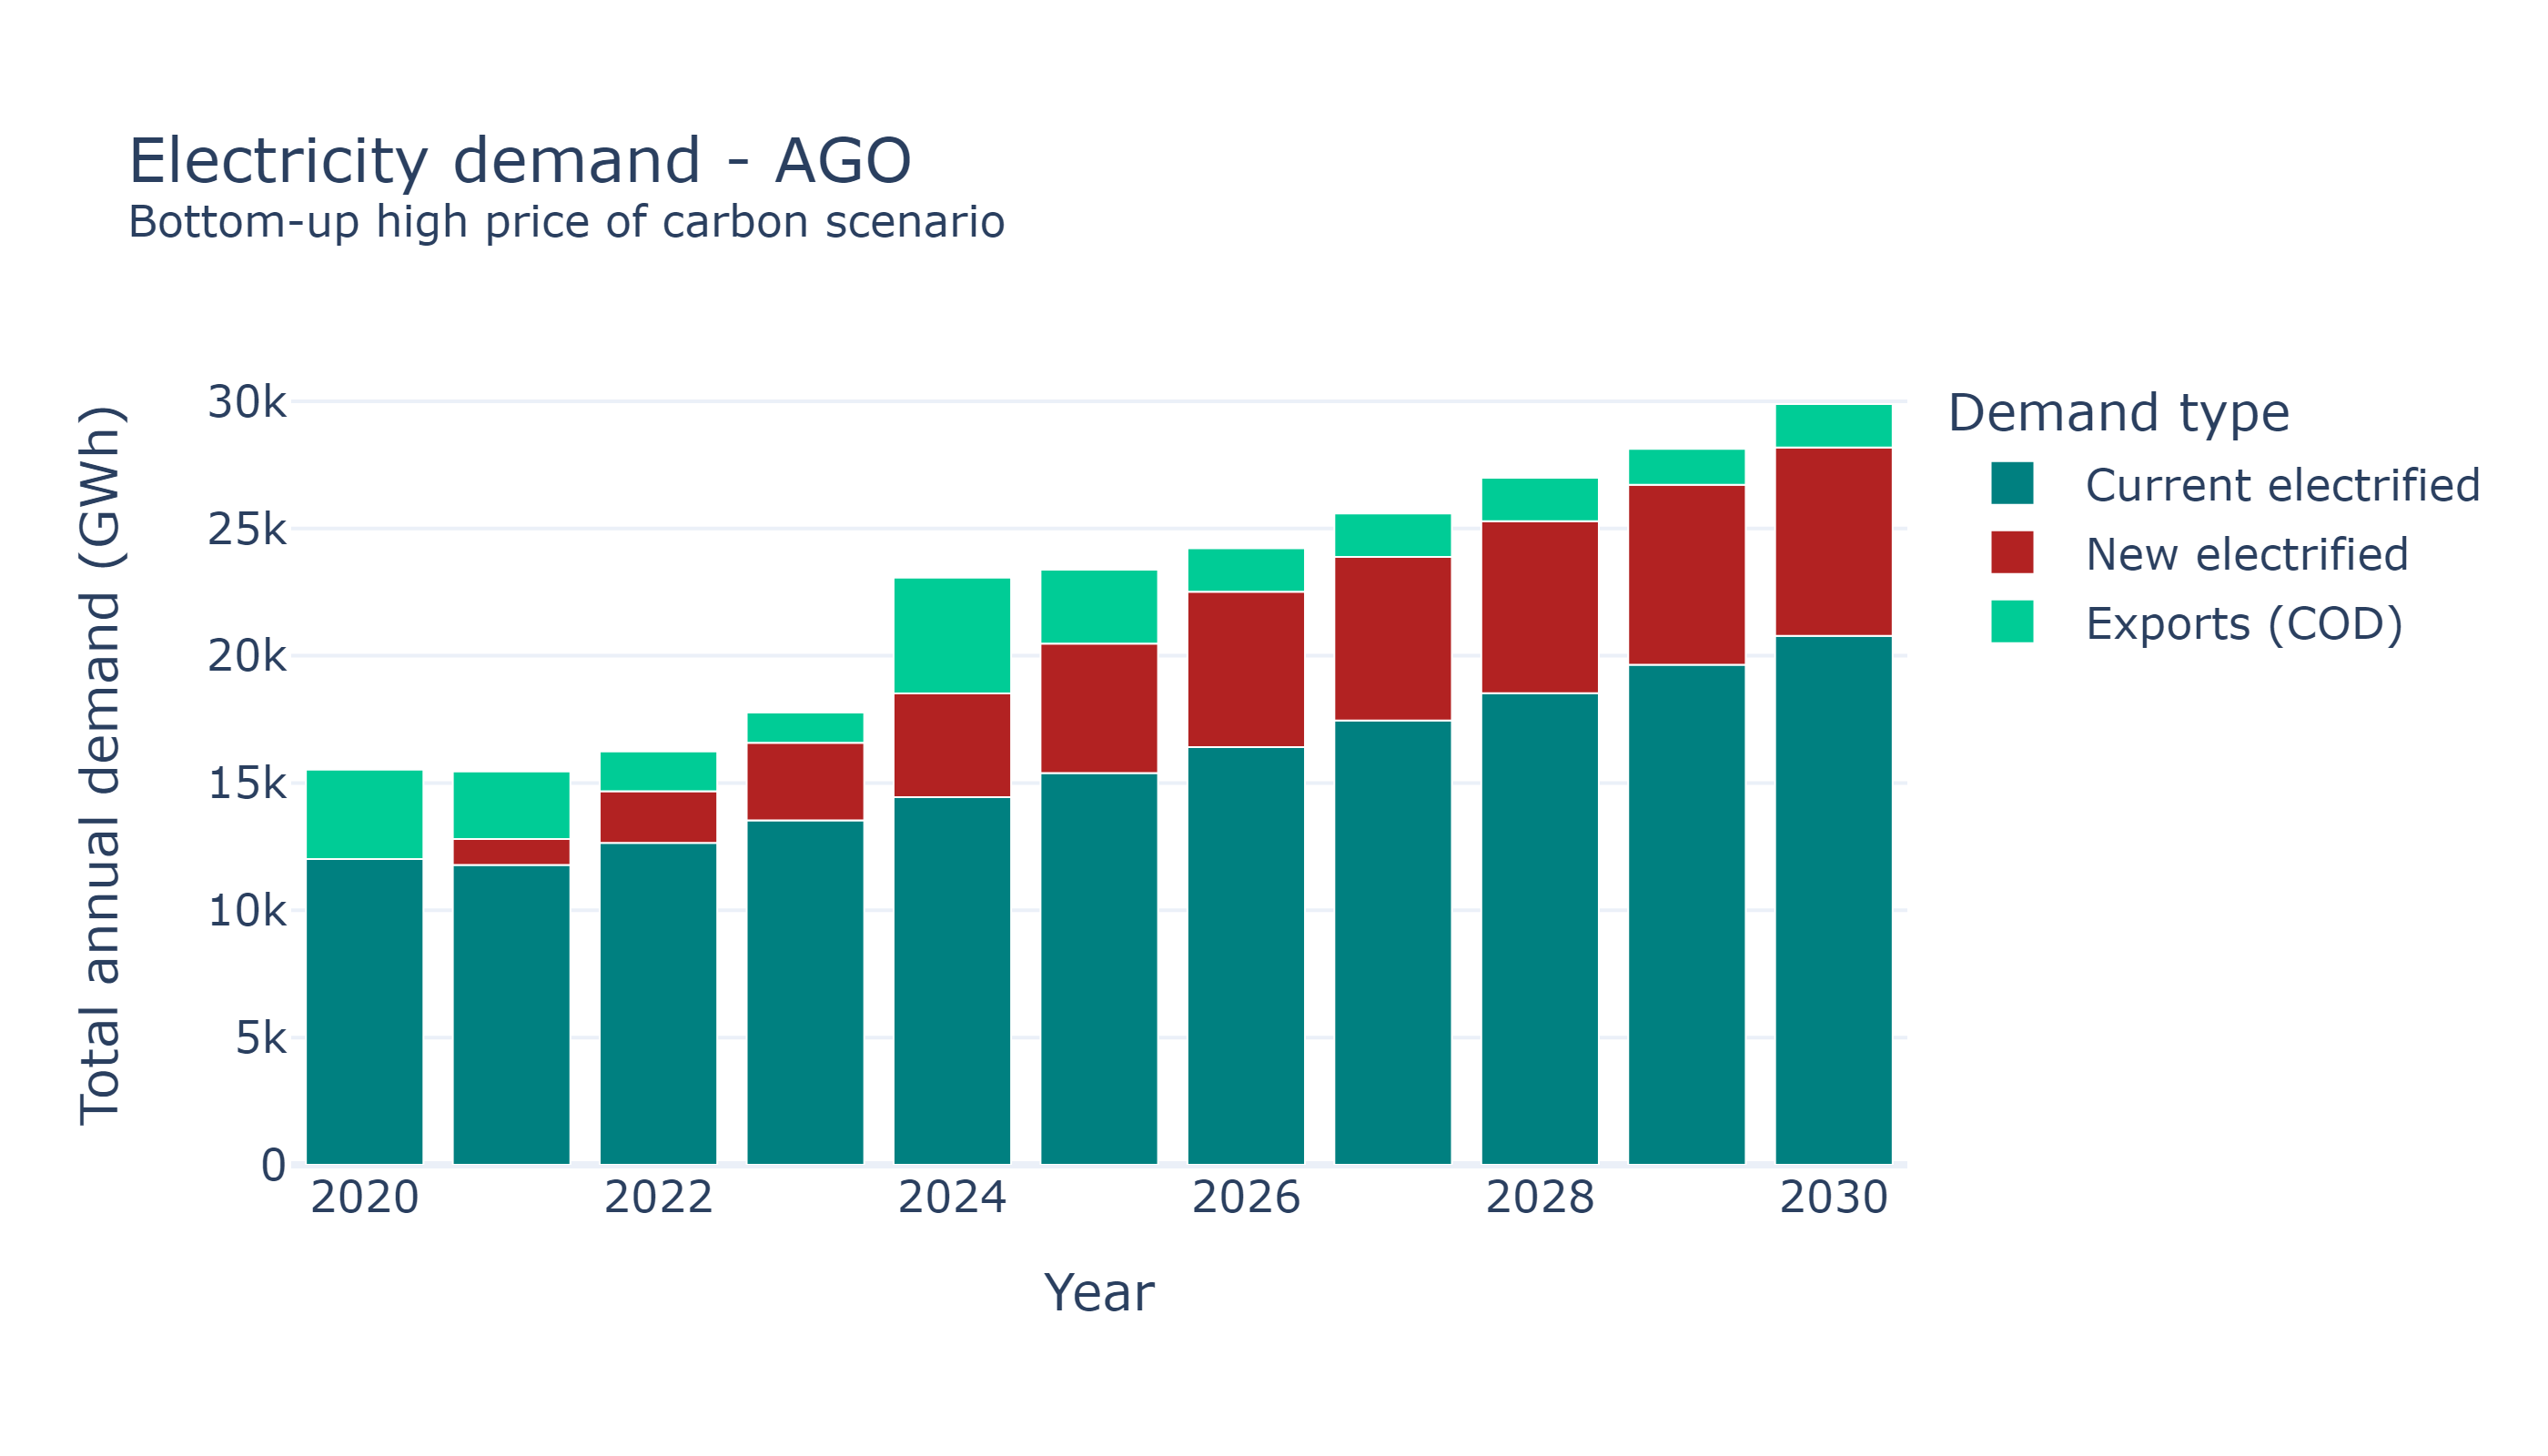 Electricity demand - AGO
Bottom-up high price of carbon scenario
Total annual demand (GWh)
30k
25k
20k
15k
10k
5k
0
2020
2022
2024
2026
2028
2030
Year
Demand type
Current electrified
New electrified
Exports (COD)